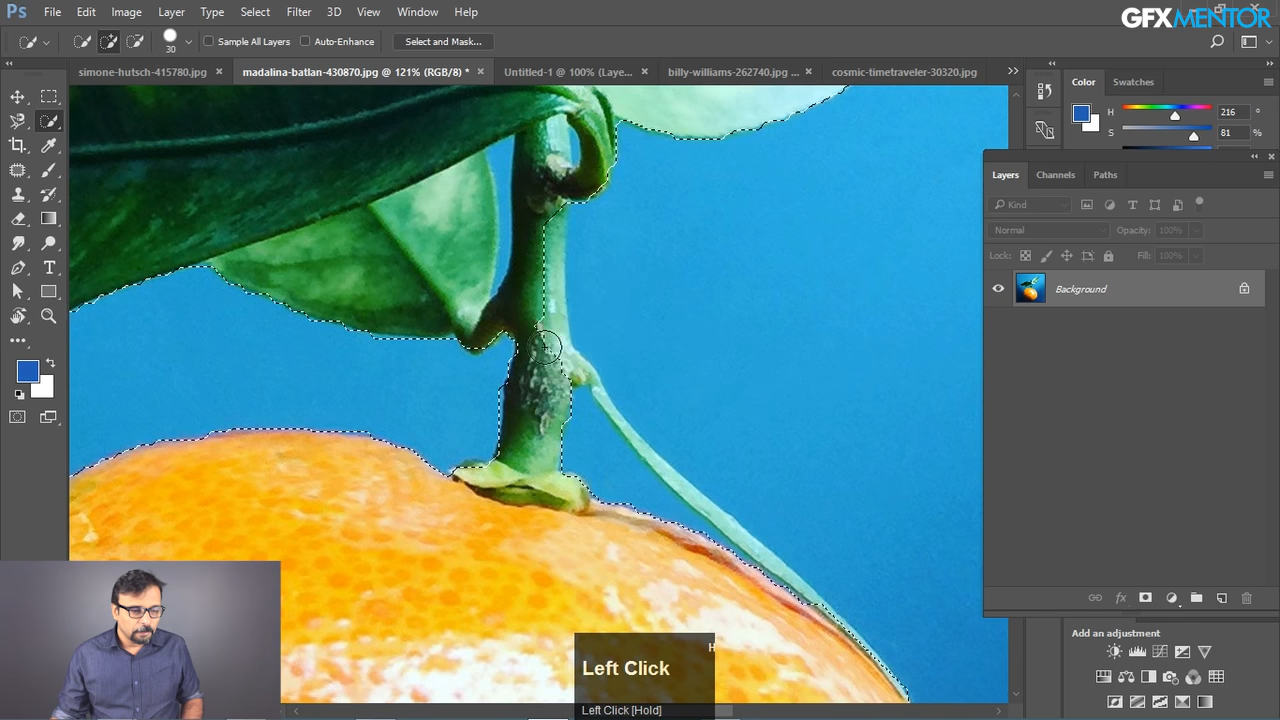 Ps File Edit Image Layer Type Select Filter 3D View Window Help
GFXMENTOR
30 Sample All Layers Auto-Enhance Select and Mask...
simone-hutsch-415780.jpg × madalina-batlan-430870.jpg @ 121% (RGB/8) * × Untitled-1 @ 100% (Laye... × billy-williams-262740.jpg ... × cosmic-timetraveler-30320.jpg
Color Swatches
H 216 °
S 81 %
Layers Channels Paths
Kind
Normal Opacity: 100%
Lock: Fill: 100%
Background
fx
Add an adjustment
H
Left Click
Left Click [Hold]